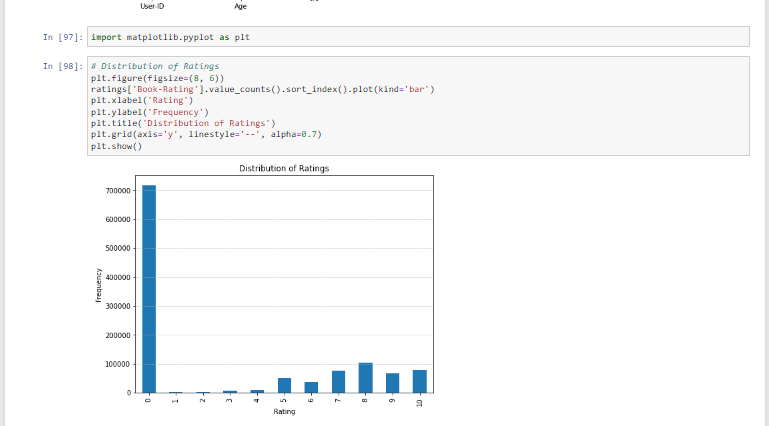 User-ID
Age
In [97]: import matplotlib.pyplot as plt
In [98]: # Distribution of Ratings
plt.figure(figsize=(8, 6))
ratings['Book-Rating'].value_counts().sort_index().plot(kind='bar')
plt.xlabel('Rating')
plt.ylabel('Frequency')
plt.title('Distribution of Ratings')
plt.grid(axis='y', linestyle='--', alpha=0.7)
plt.show()
Distribution of Ratings
700000
600000
500000
400000
300000
200000
100000
0
Frequency
0 1 2 3 4 5 6 7 8 9 10
Rating